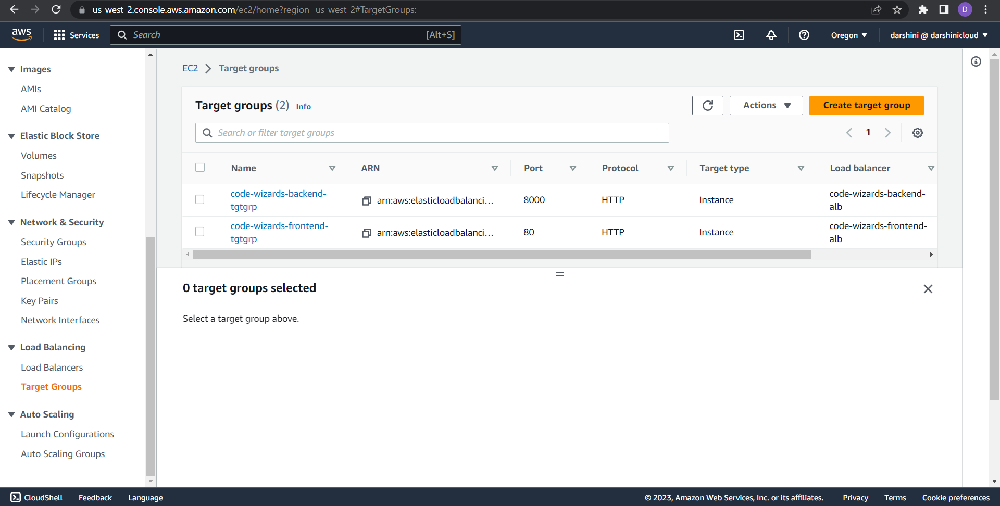 us-west-2.console.aws.amazon.com/ec2/home?region=us-west-2#TargetGroups:
D
aws
Services
Search
[Alt+S]
Oregon
darshini @ darshinicloud
Images
AMIs
AMI Catalog
Elastic Block Store
Volumes
Snapshots
Lifecycle Manager
Network & Security
Security Groups
Elastic IPs
Placement Groups
Key Pairs
Network Interfaces
Load Balancing
Load Balancers
Target Groups
Auto Scaling
Launch Configurations
Auto Scaling Groups
EC2 > Target groups
Target groups (2) Info
Actions
Create target group
Search or filter target groups
1
Name ARN Port Protocol Target type Load balancer
code-wizards-backend-
tgtgrp
arn:aws:elasticloadbalanci...
8000
HTTP
Instance
code-wizards-backend-
alb
code-wizards-frontend-
tgtgrp
arn:aws:elasticloadbalanci...
80
HTTP
Instance
code-wizards-frontend-
alb
0 target groups selected
Select a target group above.
CloudShell Feedback Language
© 2023, Amazon Web Services, Inc. or its affiliates. Privacy Terms Cookie preferences